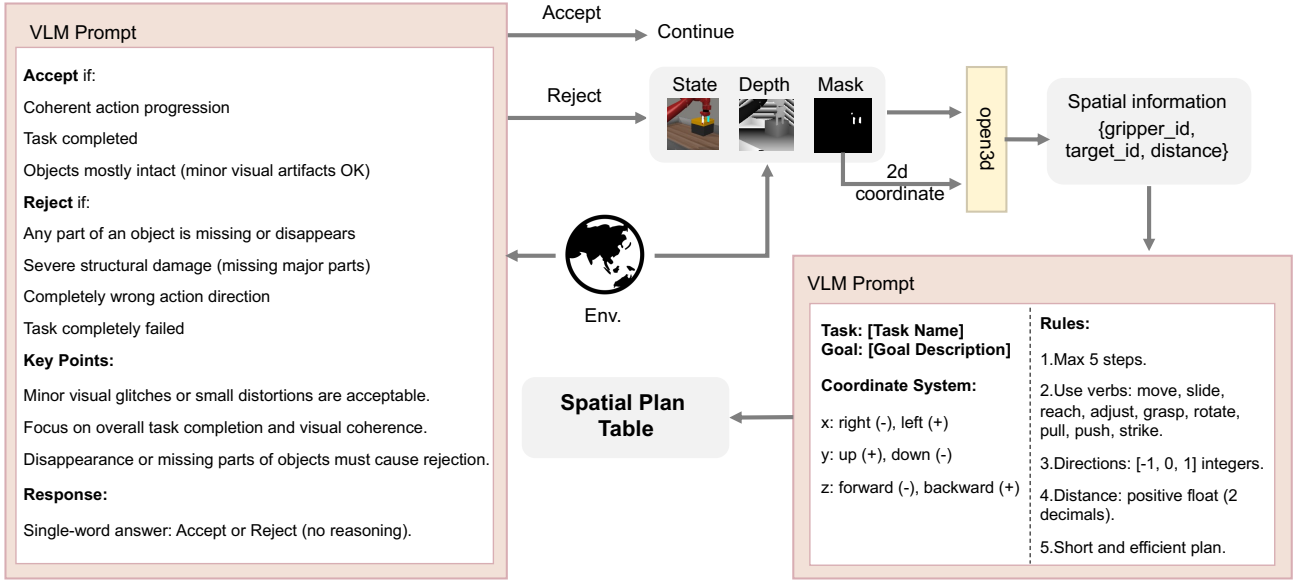 VLM Prompt
Accept if:
Coherent action progression
Task completed
Objects mostly intact (minor visual artifacts OK)
Reject if:
Any part of an object is missing or disappears
Severe structural damage (missing major parts)
Completely wrong action direction
Task completely failed
Key Points:
Minor visual glitches or small distortions are acceptable.
Focus on overall task completion and visual coherence.
Disappearance or missing parts of objects must cause rejection.
Response:
Single-word answer: Accept or Reject (no reasoning).
Accept
Continue
Reject
State
Depth
Mask
2d
coordinate
open3d
Spatial information
{gripper_id,
target_id, distance}
Env.
VLM Prompt
Task: [Task Name]
Goal: [Goal Description]
Coordinate System:
x: right (-), left (+)
y: up (+), down (-)
z: forward (-), backward (+)
Rules:
1.Max 5 steps.
2.Use verbs: move, slide,
reach, adjust, grasp, rotate,
pull, push, strike.
3.Directions: [-1, 0, 1] integers.
4.Distance: positive float (2
decimals).
5.Short and efficient plan.
Spatial Plan
Table